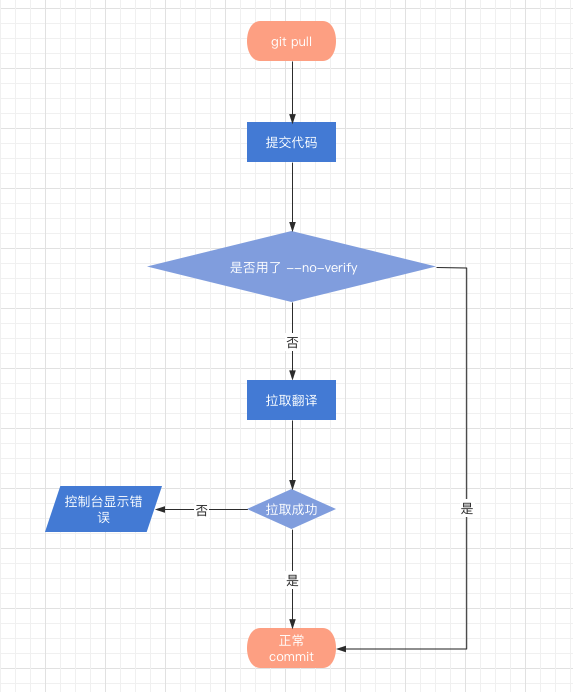 git pull
提交代码
是否用了 --no-verify
否
拉取翻译
控制台显示错
误
否
拉取成功
是
是
正常
commit